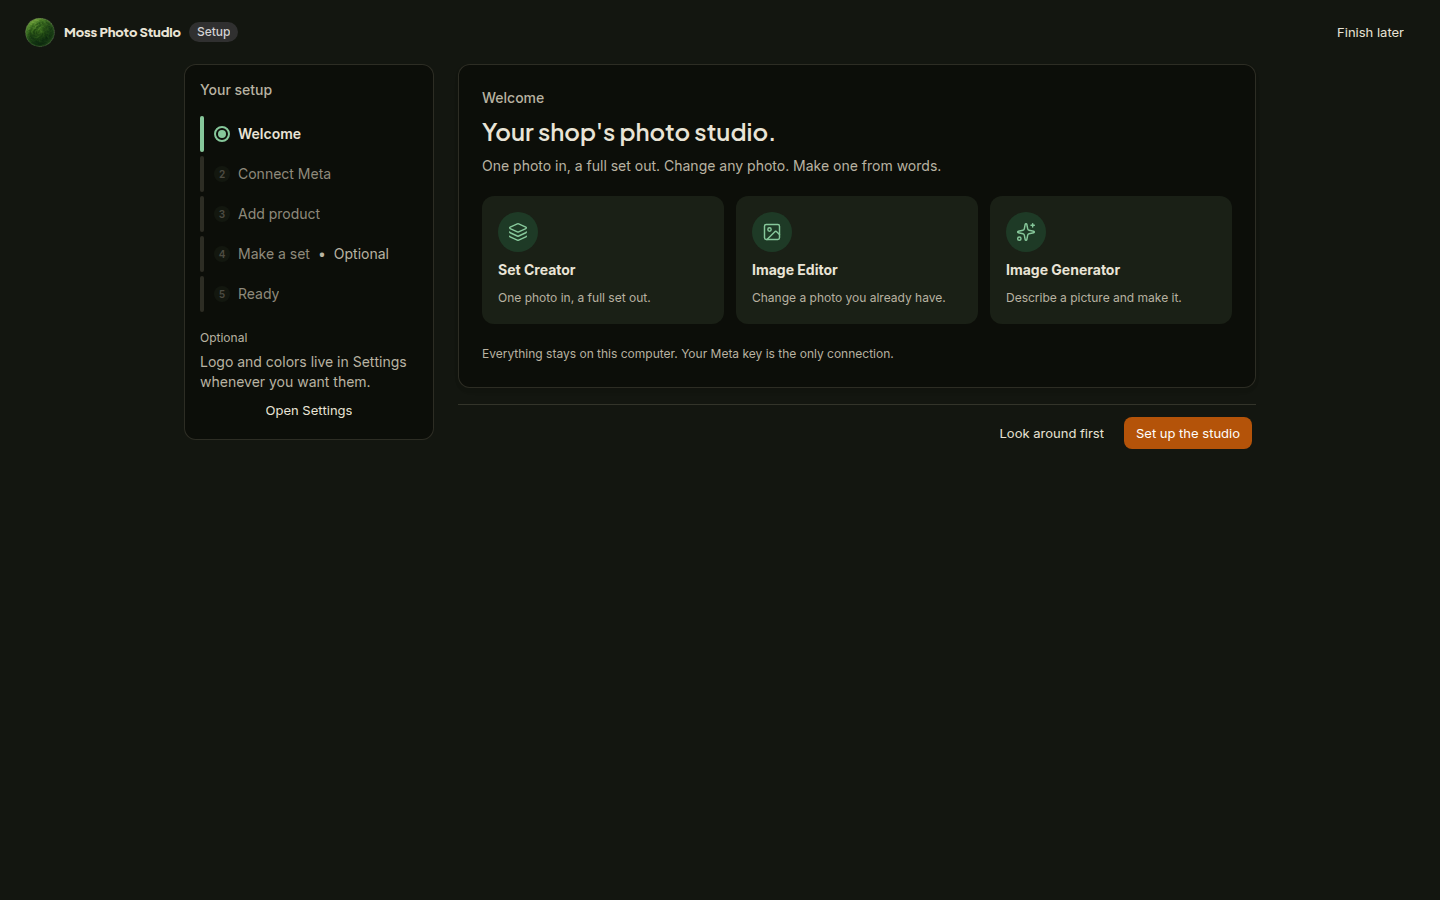 Moss Photo Studio
Setup
Finish later
Your setup
Welcome
2 Connect Meta
3 Add product
4 Make a set • Optional
5 Ready
Optional
Logo and colors live in Settings
whenever you want them.
Open Settings
Welcome
Your shop's photo studio.
One photo in, a full set out. Change any photo. Make one from words.
Set Creator
One photo in, a full set out.
Image Editor
Change a photo you already have.
Image Generator
Describe a picture and make it.
Everything stays on this computer. Your Meta key is the only connection.
Look around first
Set up the studio